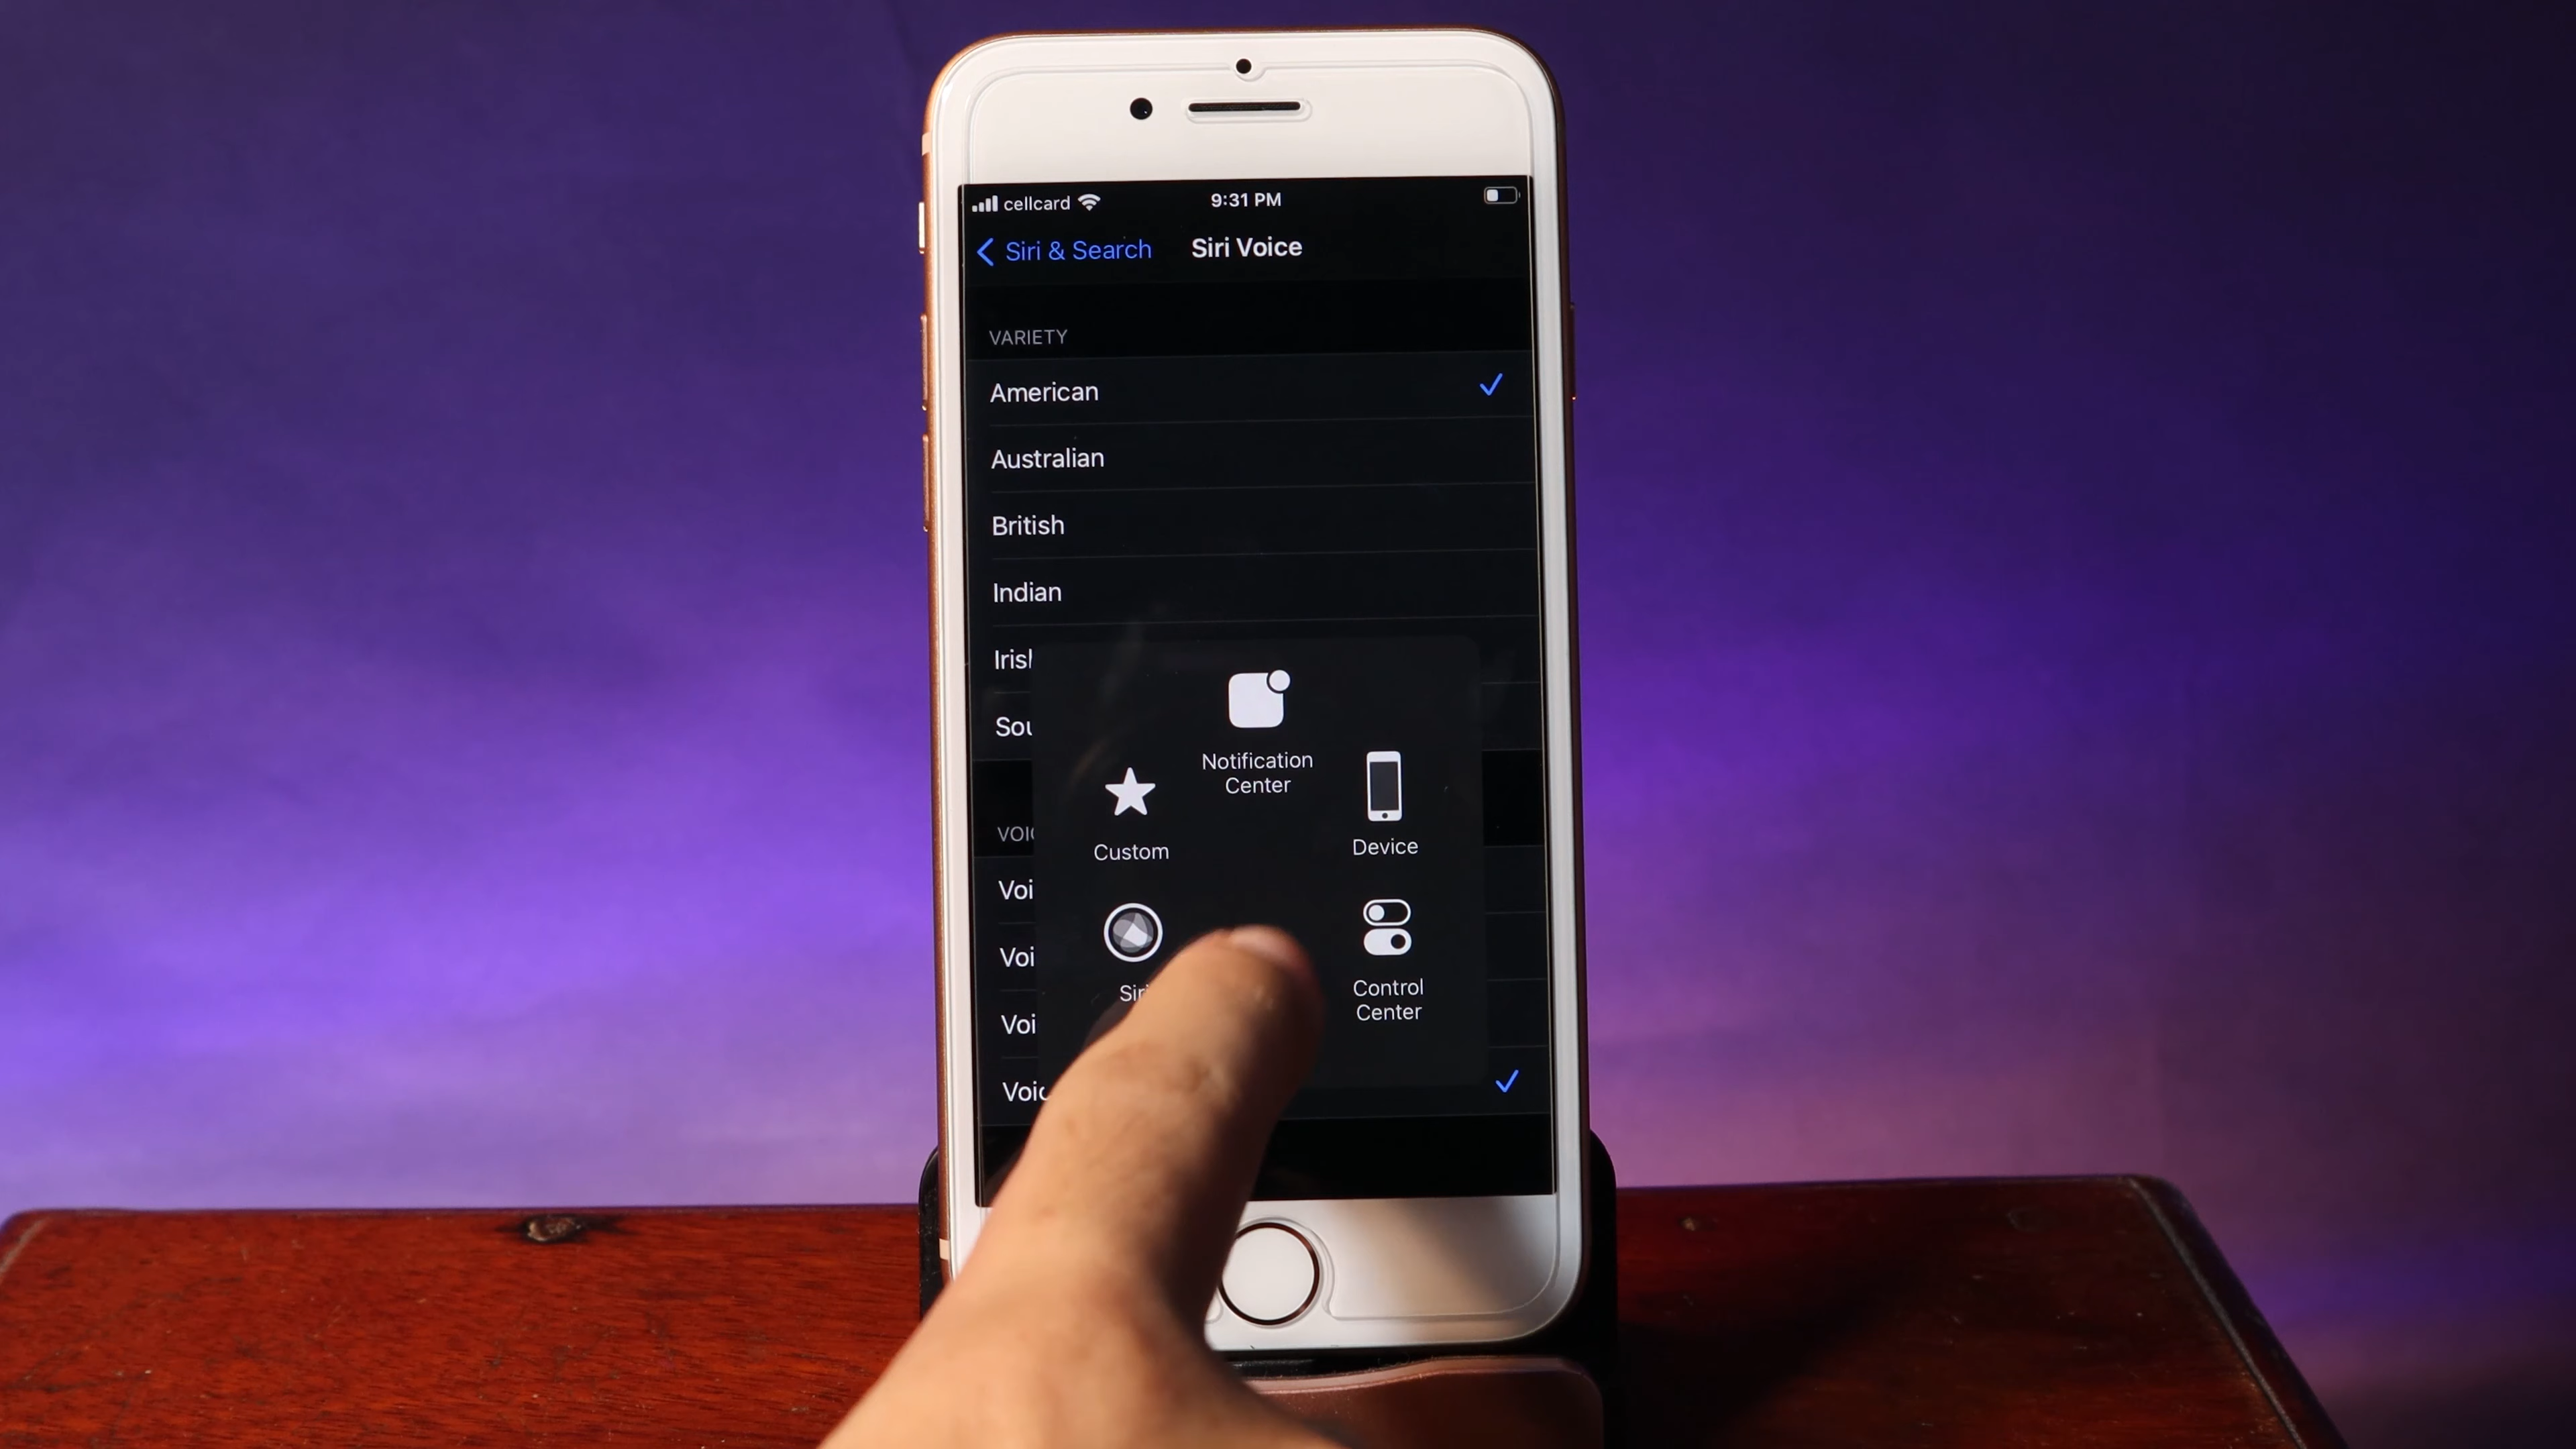 cellcard 9:31 PM
Siri & Search Siri Voice
VARIETY
American
Australian
British
Indian
Notification
Center
Custom
Device
Control
Center